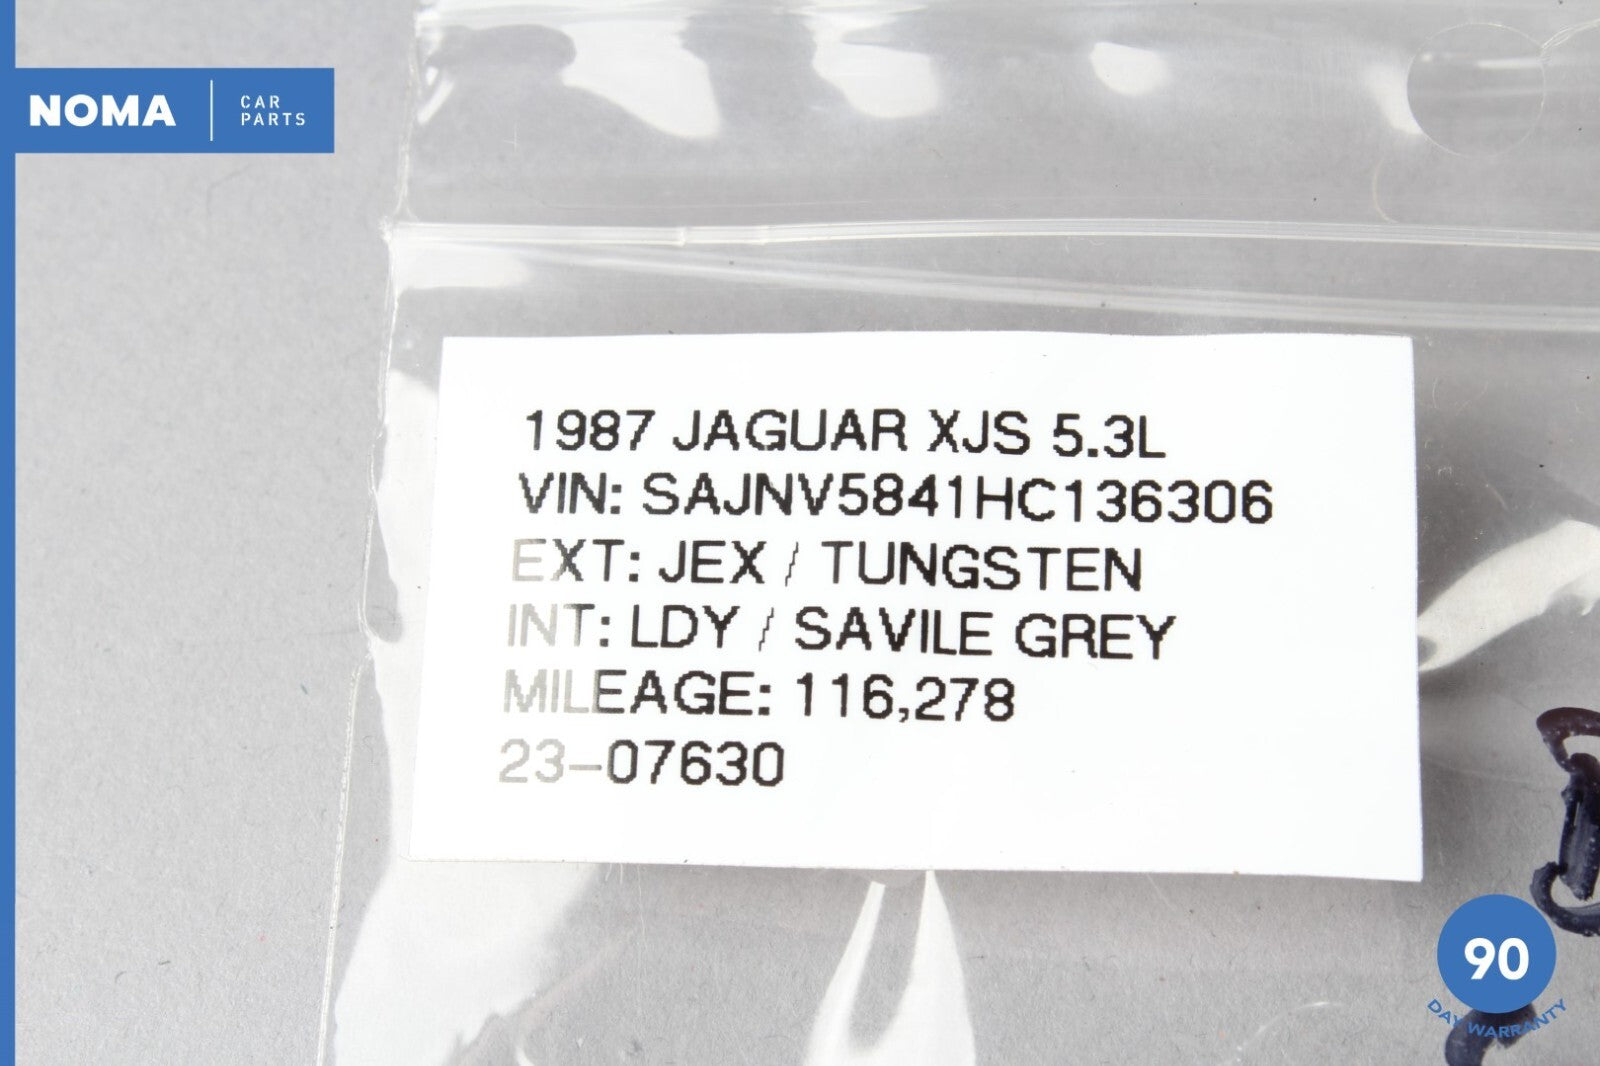 NOMA
CAR
PARTS
1987 JAGUAR XJS 5.3L
VIN: SAJNV5841HC136306
EXT: JEX / TUNGSTEN
INT: LDY / SAVILE GREY
MILEAGE: 116,278
23-07630
90
DAY WARRANTY